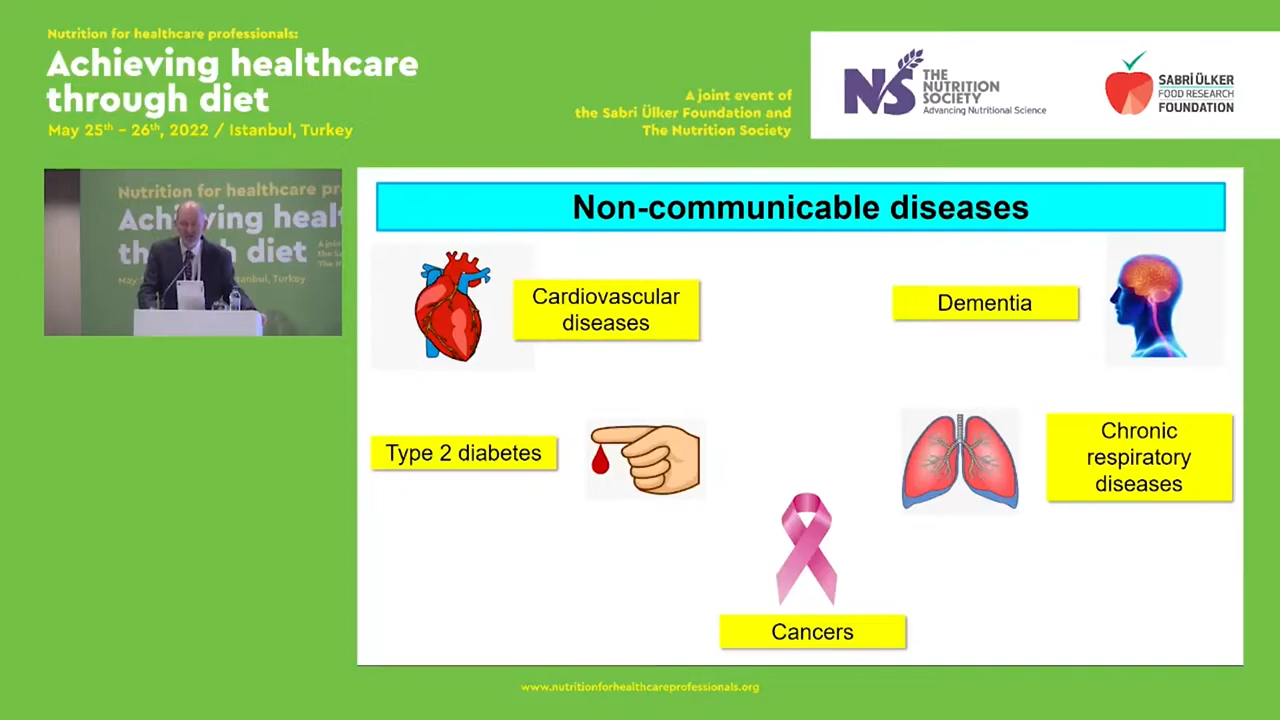 Nutrition for healthcare professionals:
Achieving healthcare
through diet
May 25th - 26th, 2022 / Istanbul, Turkey
A joint event of
the Sabri Ülker Foundation and
The Nutrition Society
NS
THE
NUTRITION
SOCIETY
Advancing Nutritional Science
SABRİ ÜLKER
FOOD RESEARCH
FOUNDATION
Nutrition for healthcare pr
Achieving healt
th h diet
Non-communicable diseases
Cardiovascular
diseases
Dementia
Type 2 diabetes
Chronic
respiratory
diseases
Cancers
www.nutritionforhealthcareprofessionals.org